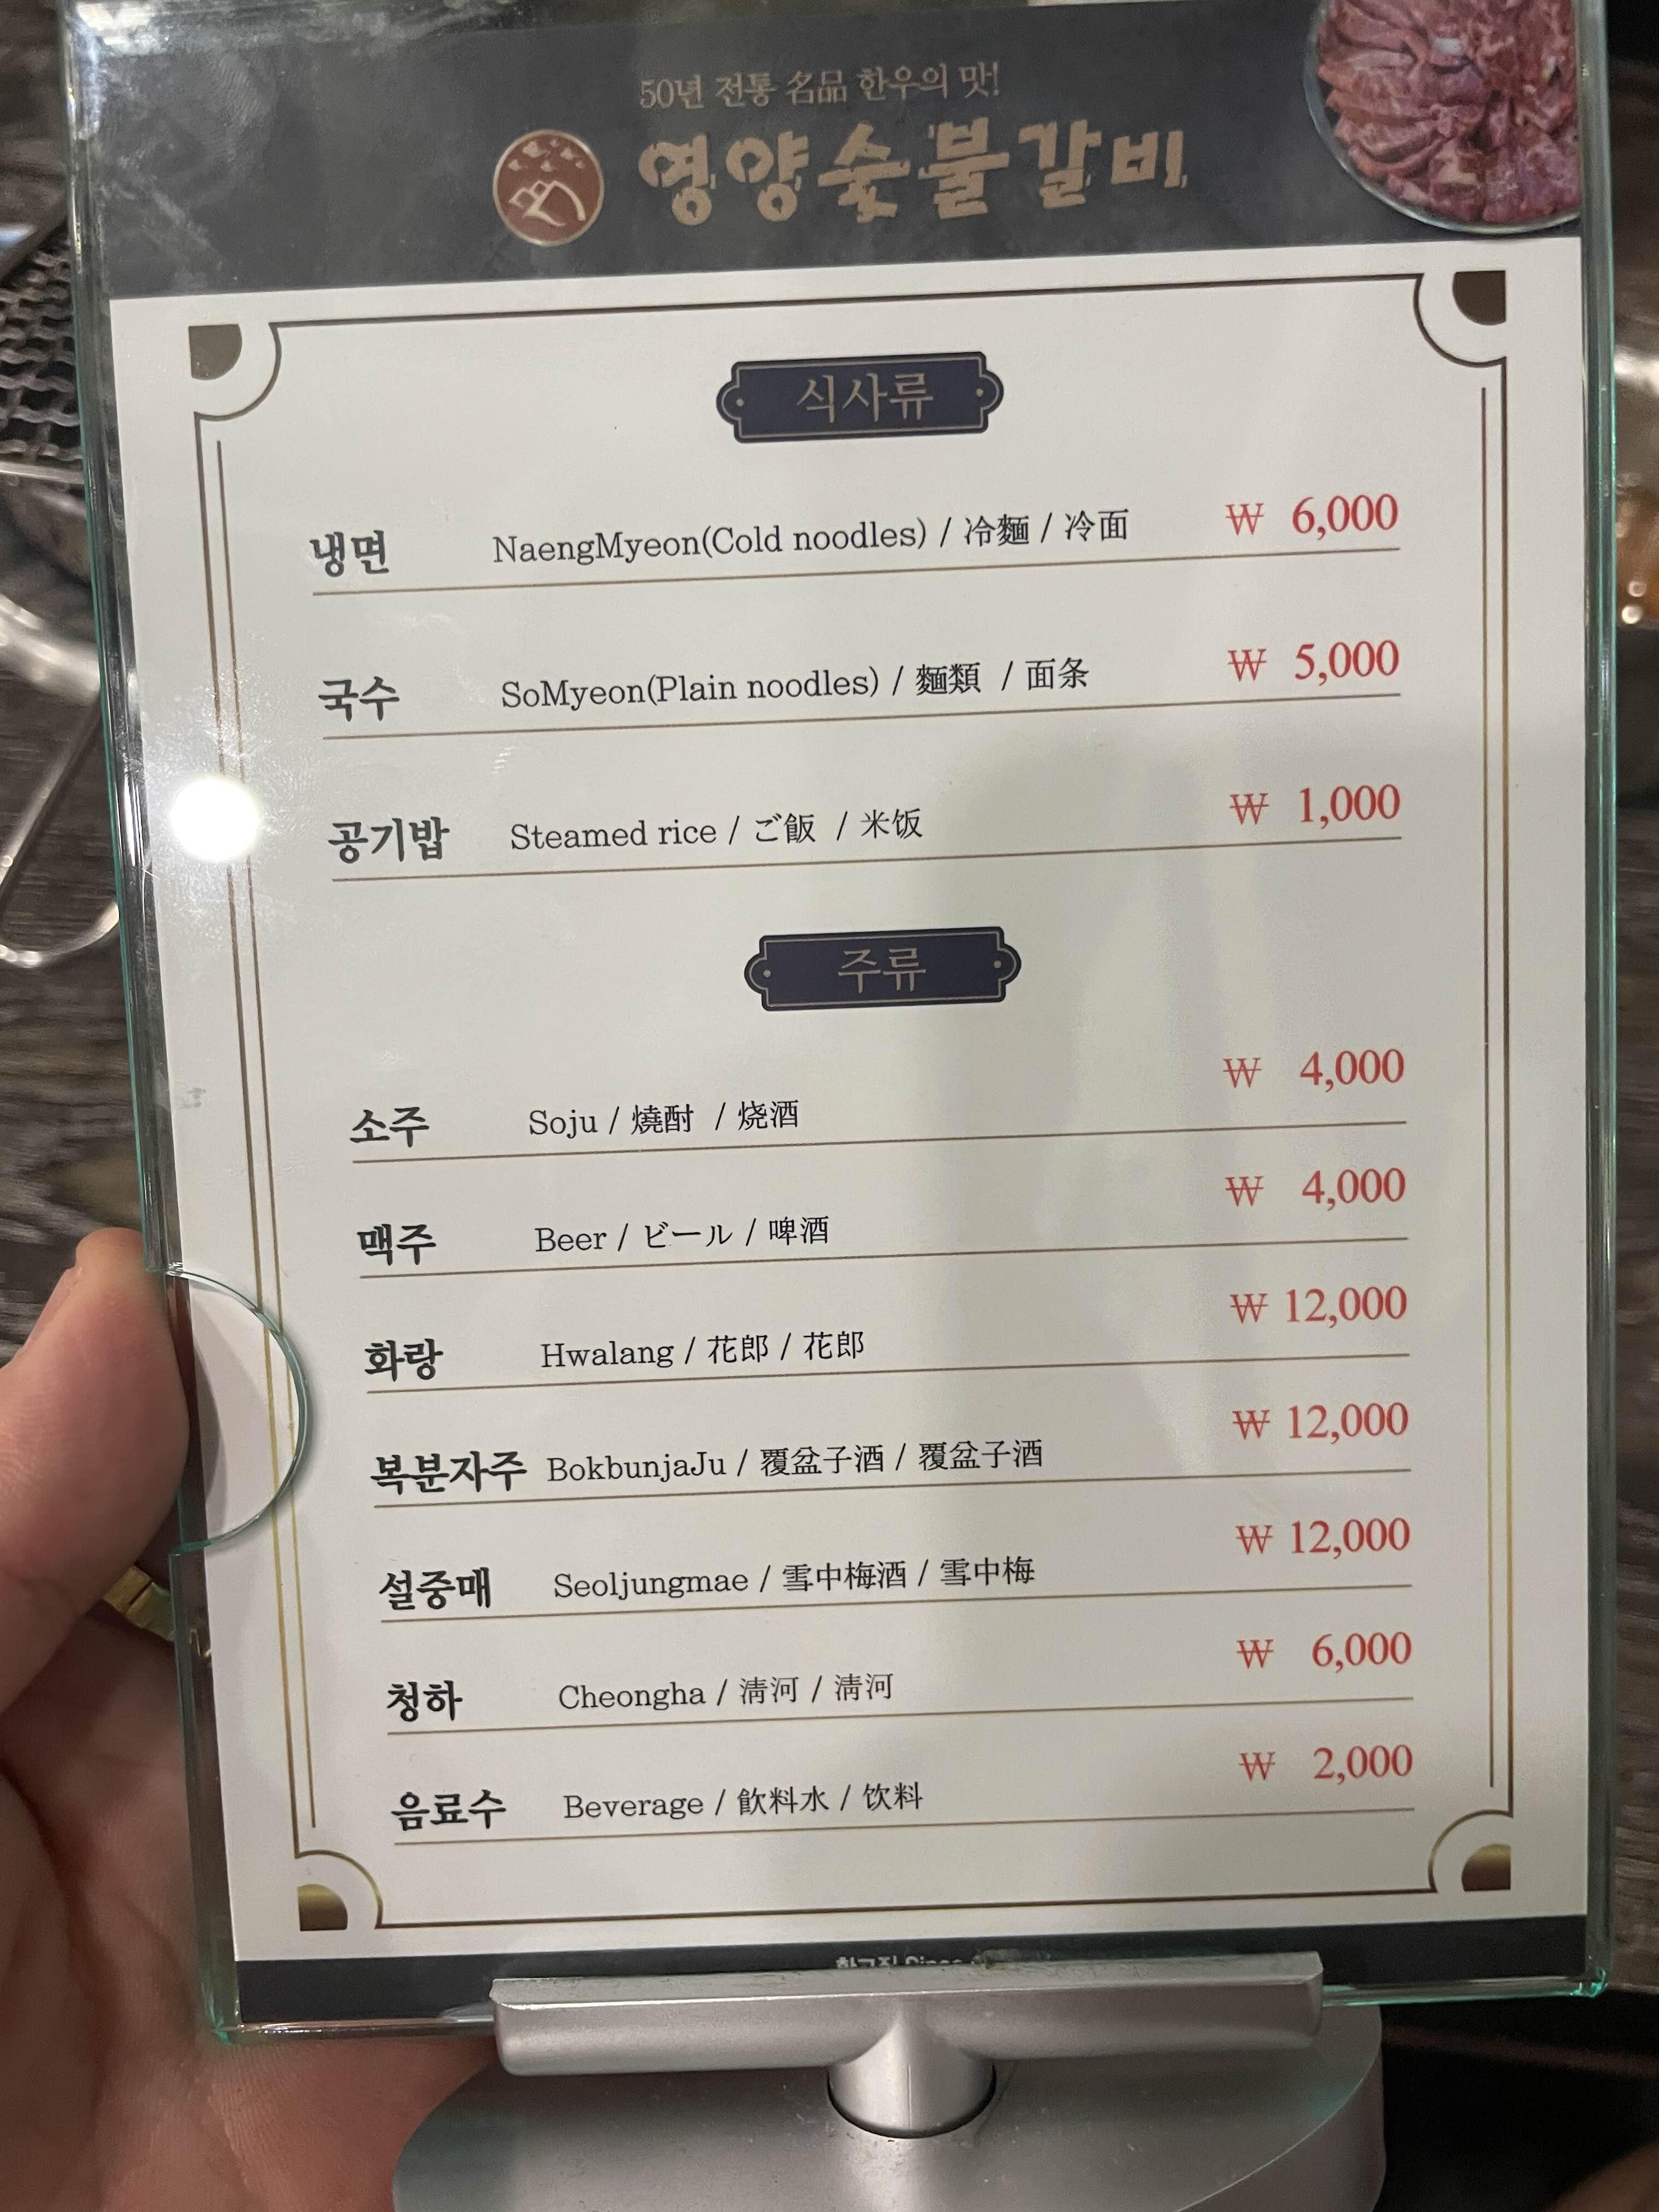 50년 전통 名品 한우의 맛!
영양숯불갈비
식사류
냉면 NaengMyeon(Cold noodles) / 冷麵 / 冷面 ₩ 6,000
국수 SoMyeon(Plain noodles) / 麵類 / 面条 ₩ 5,000
공기밥 Steamed rice / ご飯 / 米饭 ₩ 1,000
주류
소주 Soju / 燒酎 / 烧酒 ₩ 4,000
맥주 Beer / ビール / 啤酒 ₩ 4,000
화랑 Hwalang / 花郎 / 花郎 ₩ 12,000
복분자주 BokbunjaJu / 覆盆子酒 / 覆盆子酒 ₩ 12,000
설중매 Seoljungmae / 雪中梅酒 / 雪中梅 ₩ 12,000
청하 Cheongha / 淸河 / 淸河 ₩ 6,000
음료수 Beverage / 飮料水 / 饮料 ₩ 2,000